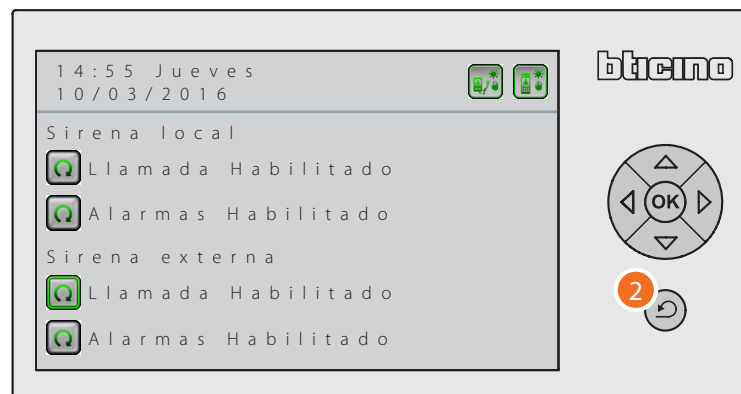 14:55 Jueves
10/03/2016
bticino
Sirena local
Llamada Habilitado
Alarmas Habilitado
Sirena externa
Llamada Habilitado
Alarmas Habilitado
OK
2